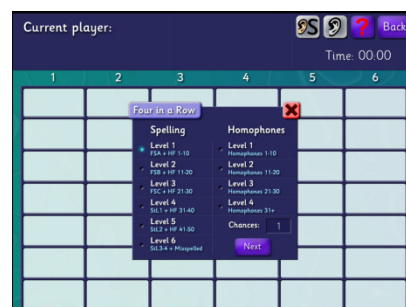 Current player:
S
?
Back
Time: 00:00
1 2 3 4 5 6
Four in a Row
Spelling
Level 1
FSA + HF 1-10
Level 2
FSB + HF 11-20
Level 3
FSC + HF 21-30
Level 4
StL1 + HF 31-40
Level 5
StL2 + HF 41-50
Level 6
StL3-4 + Misspelled
Homophones
Level 1
Homophones 1-10
Level 2
Homophones 11-20
Level 3
Homophones 21-30
Level 4
Homophones 31+
Chances: 1
Next